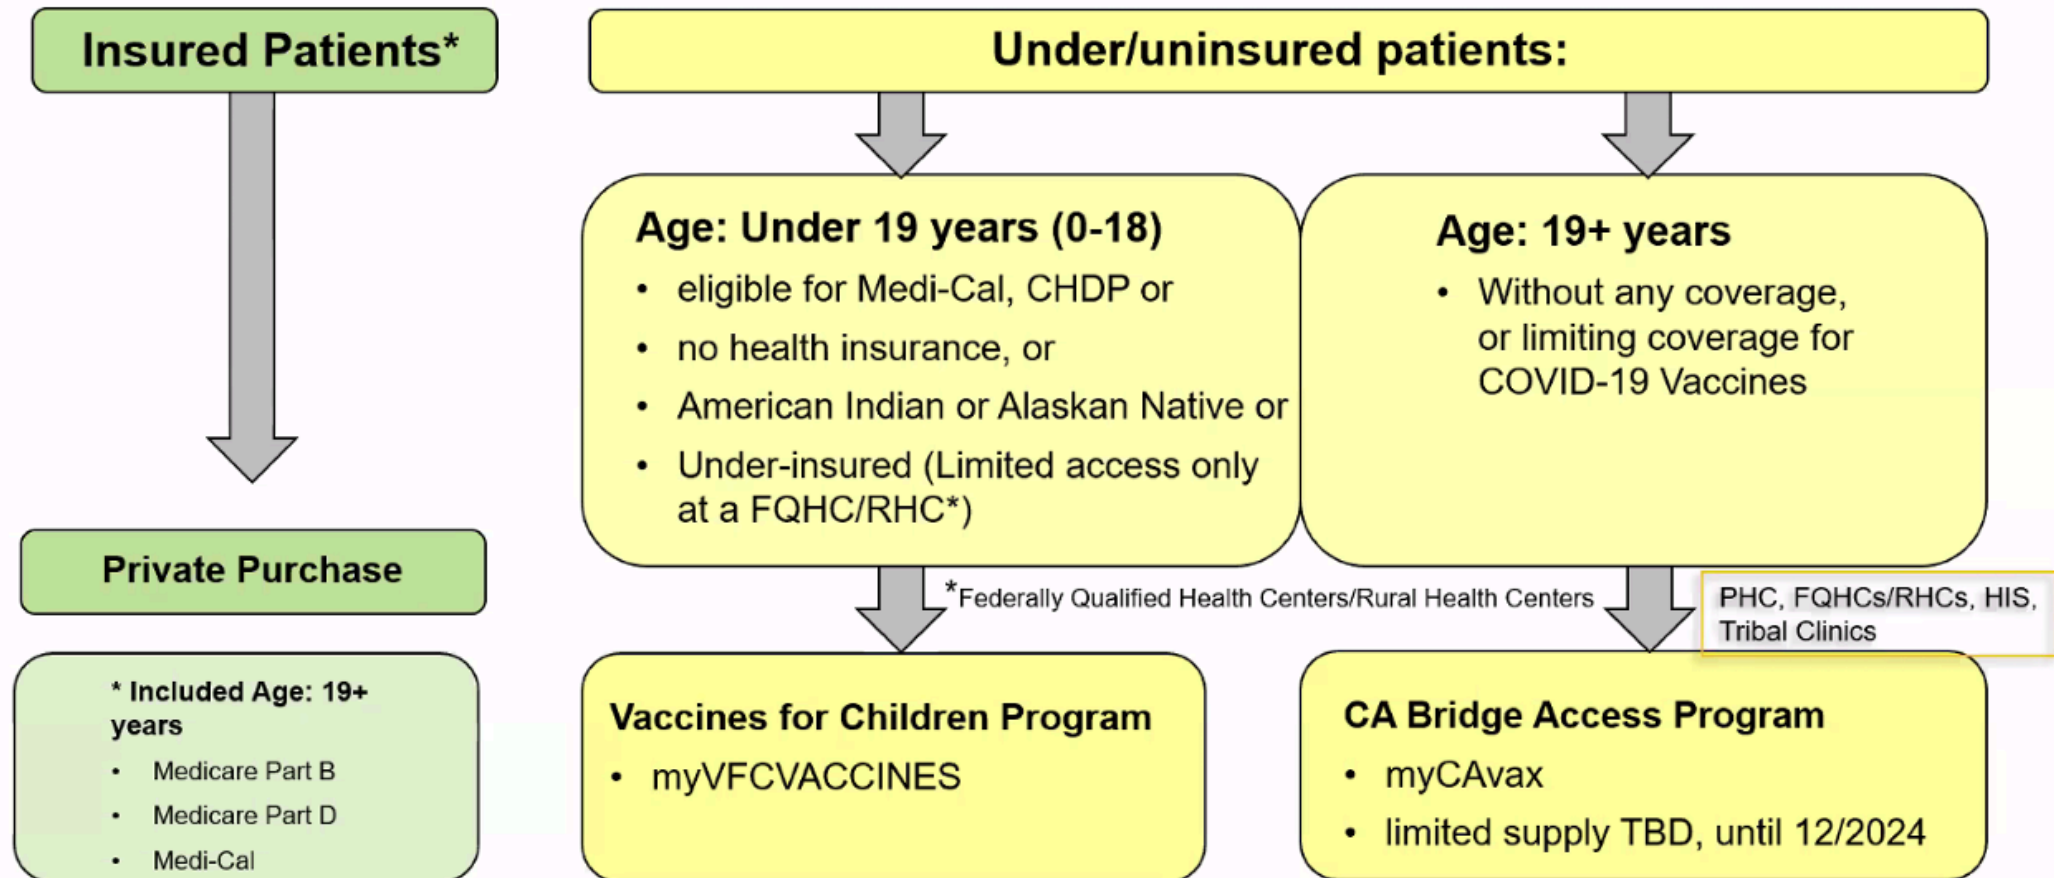 Insured Patients*
Under/uninsured patients:
Age: Under 19 years (0-18)
• eligible for Medi-Cal, CHDP or
• no health insurance, or
• American Indian or Alaskan Native or
• Under-insured (Limited access only
at a FQHC/RHC*)
Age: 19+ years
• Without any coverage,
or limiting coverage for
COVID-19 Vaccines
Private Purchase
*Federally Qualified Health Centers/Rural Health Centers
PHC, FQHCs/RHCs, HIS,
Tribal Clinics
* Included Age: 19+
years
• Medicare Part B
• Medicare Part D
• Medi-Cal
Vaccines for Children Program
• myVFCVACCINES
CA Bridge Access Program
• myCAvax
• limited supply TBD, until 12/2024